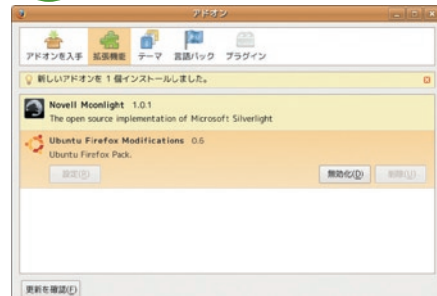 アドオン
アドオンを入手 拡張機能 テーマ 言語パック プラグイン
新しいアドオンを 1 個インストールしました。
Novell Moonlight 1.0.1
The open source implementation of Microsoft Silverlight
Ubuntu Firefox Modifications 0.6
Ubuntu Firefox Pack.
設定(R) 無効化(D) 削除(U)
更新を確認(F)